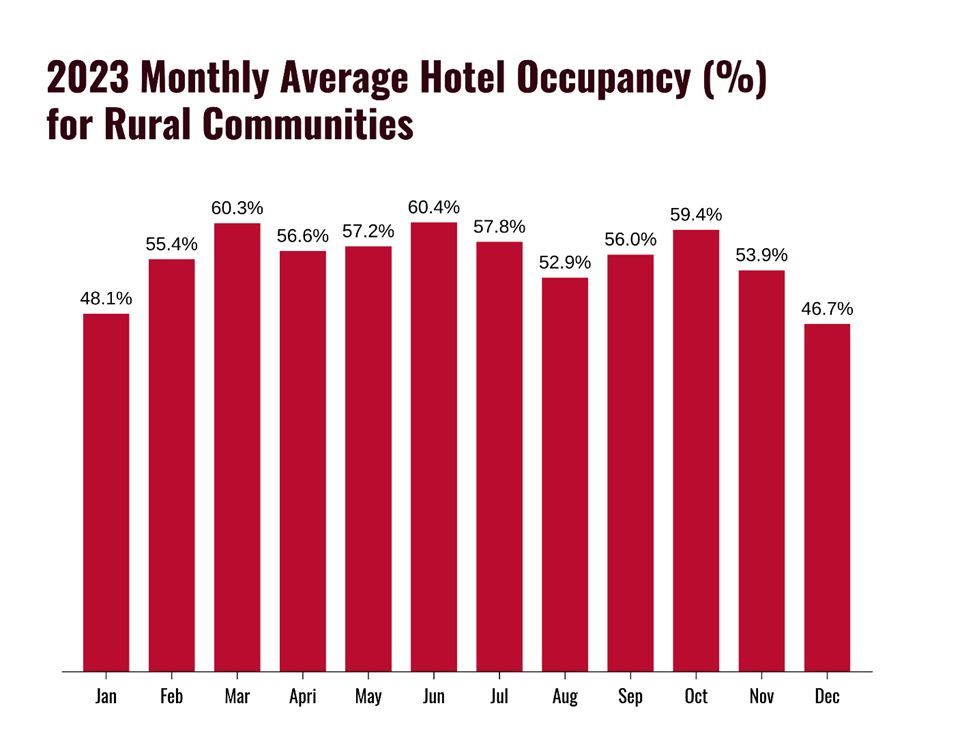 2023 Monthly Average Hotel Occupancy (%)
for Rural Communities
48.1%
55.4%
60.3%
56.6%
57.2%
60.4%
57.8%
52.9%
56.0%
59.4%
53.9%
46.7%
Jan
Feb
Mar
Apri
May
Jun
Jul
Aug
Sep
Oct
Nov
Dec